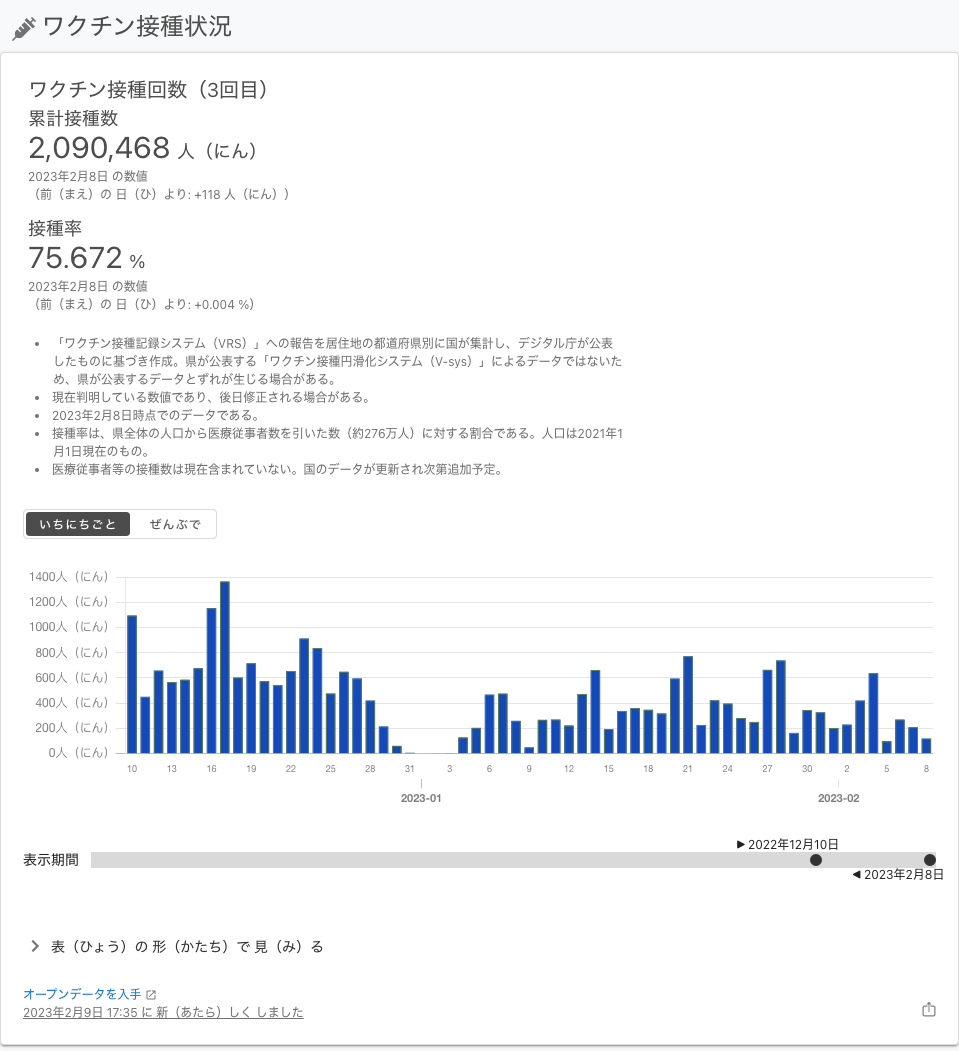 ワクチン接種状況
ワクチン接種回数（3回目）
累計接種数
2,090,468 人（にん）
2023年2月8日 の数値
（前（まえ）の 日（ひ）より: +118 人（にん））
接種率
75.672 %
2023年2月8日 の数値
（前（まえ）の 日（ひ）より: +0.004 %）
• 「ワクチン接種記録システム（VRS）」への報告を居住地の都道府県別に国が集計し、デジタル庁が公表
したものに基づき作成。県が公表する「ワクチン接種円滑化システム（V-sys）」によるデータではないた
め、県が公表するデータとずれが生じる場合がある。
• 現在判明している数値であり、後日修正される場合がある。
• 2023年2月8日時点でのデータである。
• 接種率は、県全体の人口から医療従事者数を引いた数（約276万人）に対する割合である。人口は2021年1
月1日現在のもの。
• 医療従事者等の接種数は現在含まれていない。国のデータが更新され次第追加予定。
いちにちごと ぜんぶで
1400人（にん）
1200人（にん）
1000人（にん）
800人（にん）
600人（にん）
400人（にん）
200人（にん）
0人（にん）
10 13 16 19 22 25 28 31 3 6 9 12 15 18 21 24 27 30 2 5 8
2023-01 2023-02
2022年12月10日
表示期間
2023年2月8日
表（ひょう）の 形（かたち）で 見（み）る
オープンデータを入手
2023年2月9日 17:35 に 新（あたら）しく しました